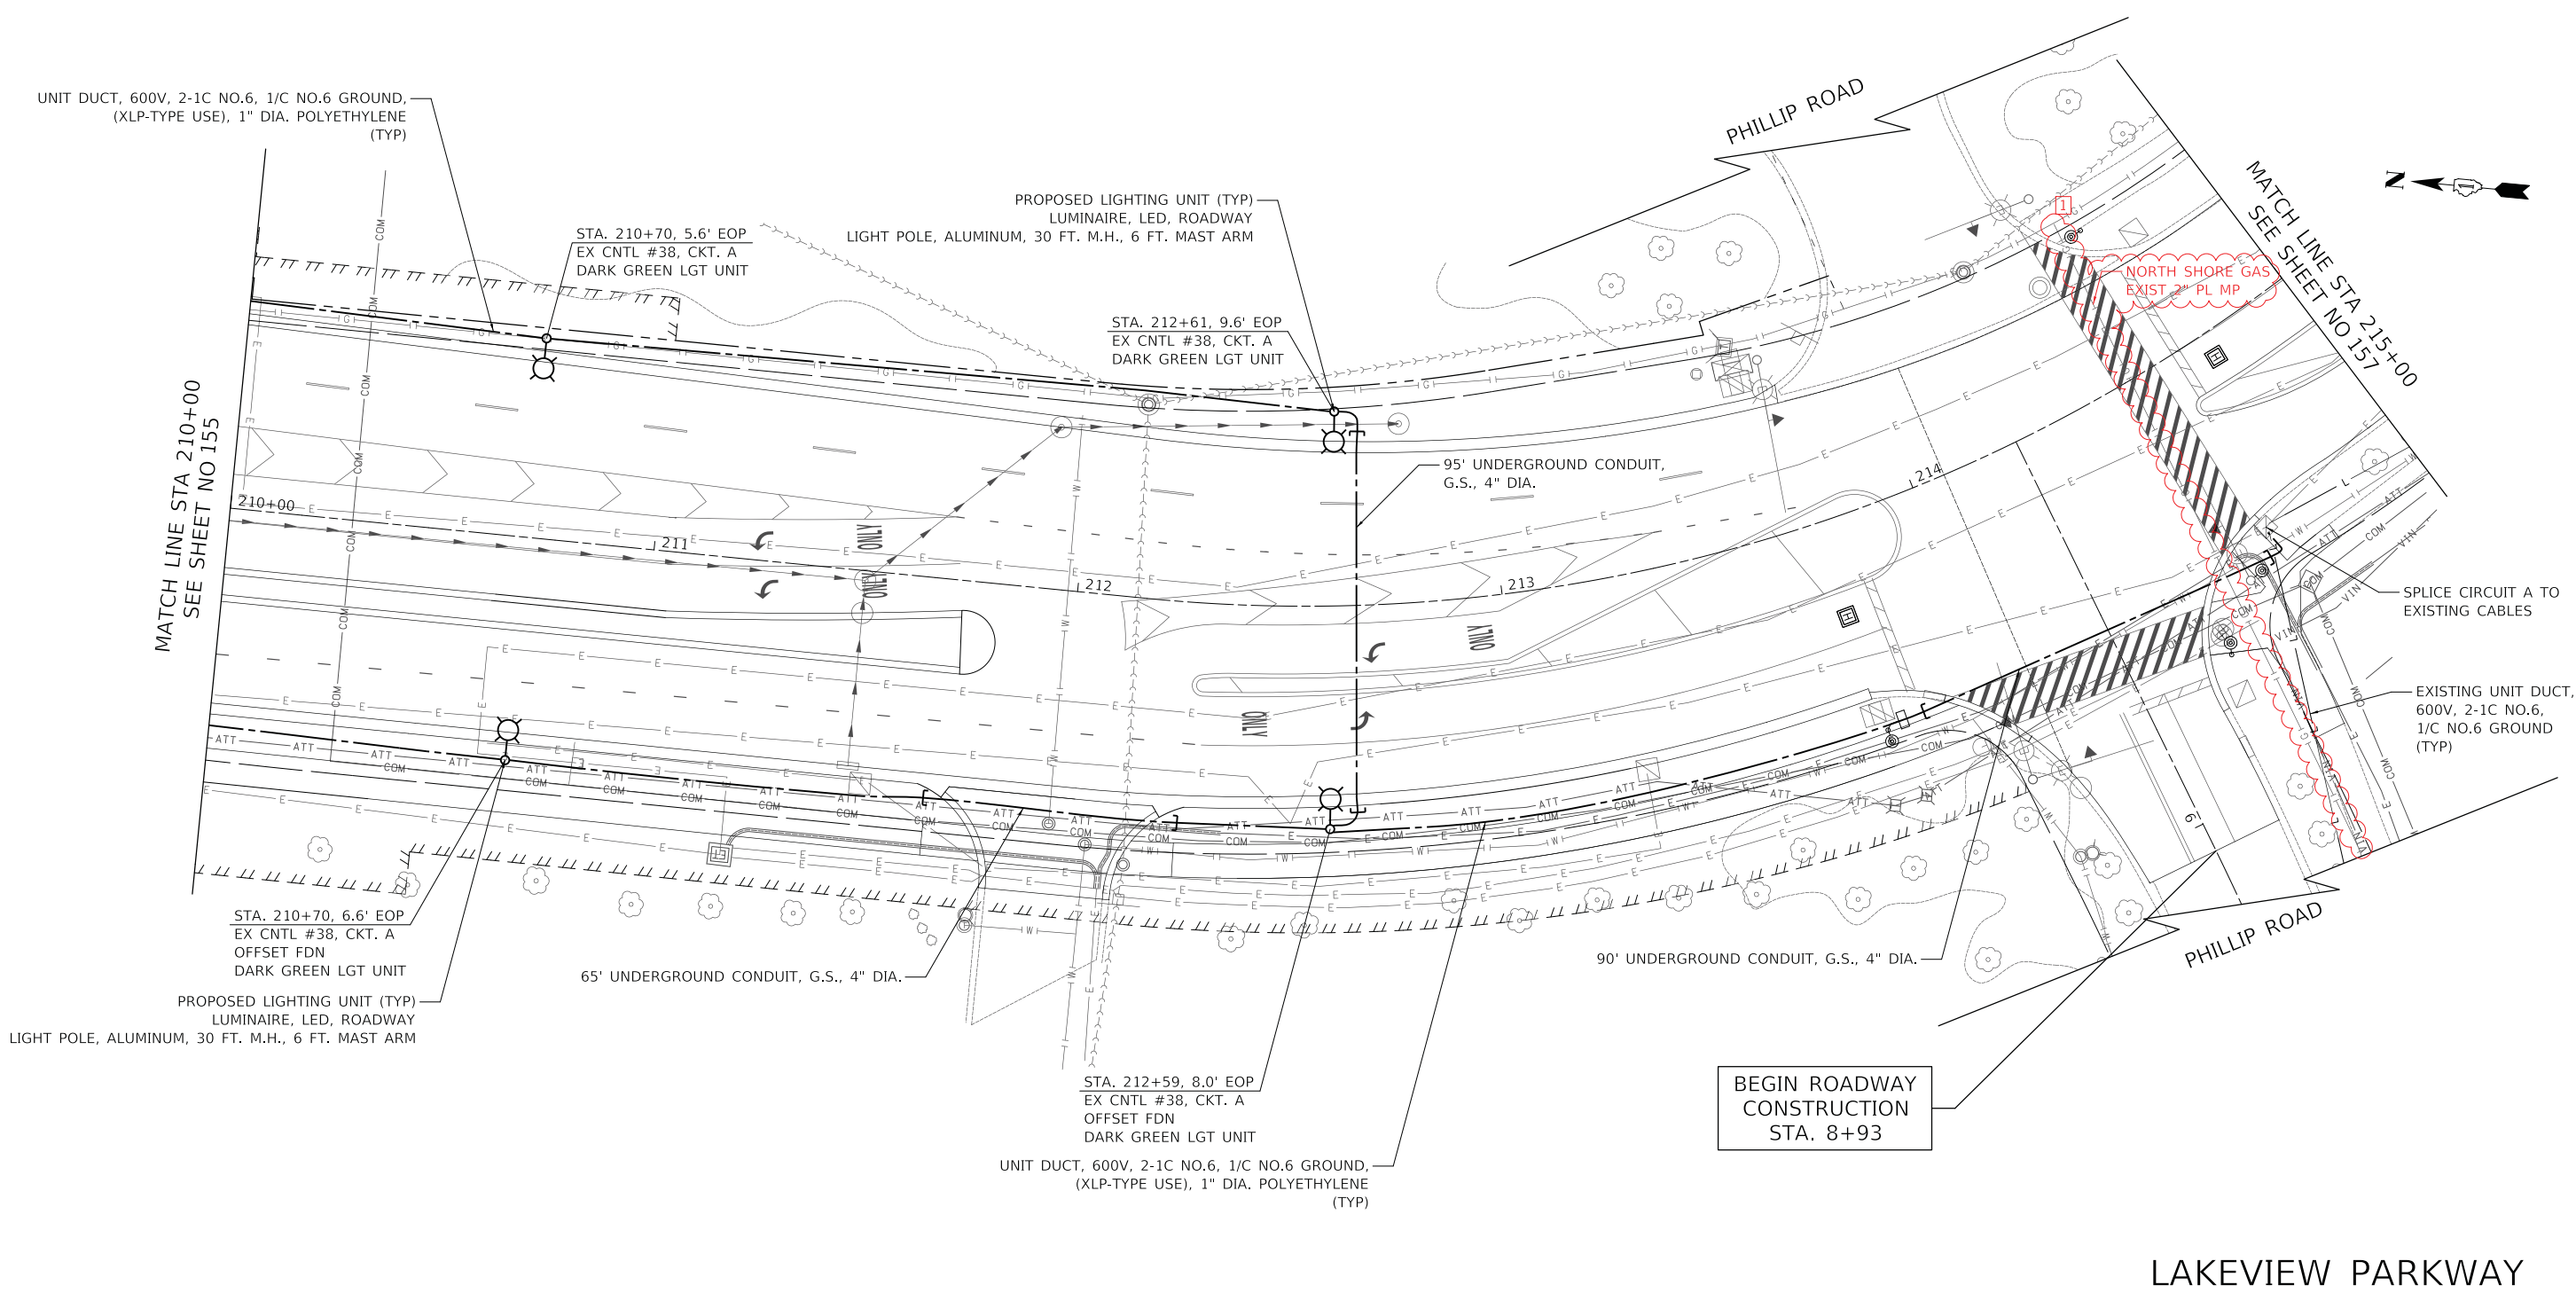 UNIT DUCT, 600V, 2-1C NO.6, 1/C NO.6 GROUND,
(XLP-TYPE USE), 1" DIA. POLYETHYLENE
(TYP)
STA. 210+70, 5.6' EOP
EX CNTL #38, CKT. A
DARK GREEN LGT UNIT
PROPOSED LIGHTING UNIT (TYP)
LUMINAIRE, LED, ROADWAY
LIGHT POLE, ALUMINUM, 30 FT. M.H., 6 FT. MAST ARM
STA. 212+61, 9.6' EOP
EX CNTL #38, CKT. A
DARK GREEN LGT UNIT
PHILLIP ROAD
1
NORTH SHORE GAS
EXIST 2" PL MP
MATCH LINE STA 215+00
SEE SHEET NO 157
N
MATCH LINE STA 210+00
SEE SHEET NO 155
210+00
211
212
213
214
ONLY
ONLY
ONLY
ONLY
95' UNDERGROUND CONDUIT,
G.S., 4" DIA.
SPLICE CIRCUIT A TO
EXISTING CABLES
EXISTING UNIT DUCT,
600V, 2-1C NO.6,
1/C NO.6 GROUND
(TYP)
9
PHILLIP ROAD
STA. 210+70, 6.6' EOP
EX CNTL #38, CKT. A
OFFSET FDN
DARK GREEN LGT UNIT
PROPOSED LIGHTING UNIT (TYP)
LUMINAIRE, LED, ROADWAY
LIGHT POLE, ALUMINUM, 30 FT. M.H., 6 FT. MAST ARM
65' UNDERGROUND CONDUIT, G.S., 4" DIA.
90' UNDERGROUND CONDUIT, G.S., 4" DIA.
STA. 212+59, 8.0' EOP
EX CNTL #38, CKT. A
OFFSET FDN
DARK GREEN LGT UNIT
UNIT DUCT, 600V, 2-1C NO.6, 1/C NO.6 GROUND,
(XLP-TYPE USE), 1" DIA. POLYETHYLENE
(TYP)
BEGIN ROADWAY
CONSTRUCTION
STA. 8+93
LAKEVIEW PARKWAY